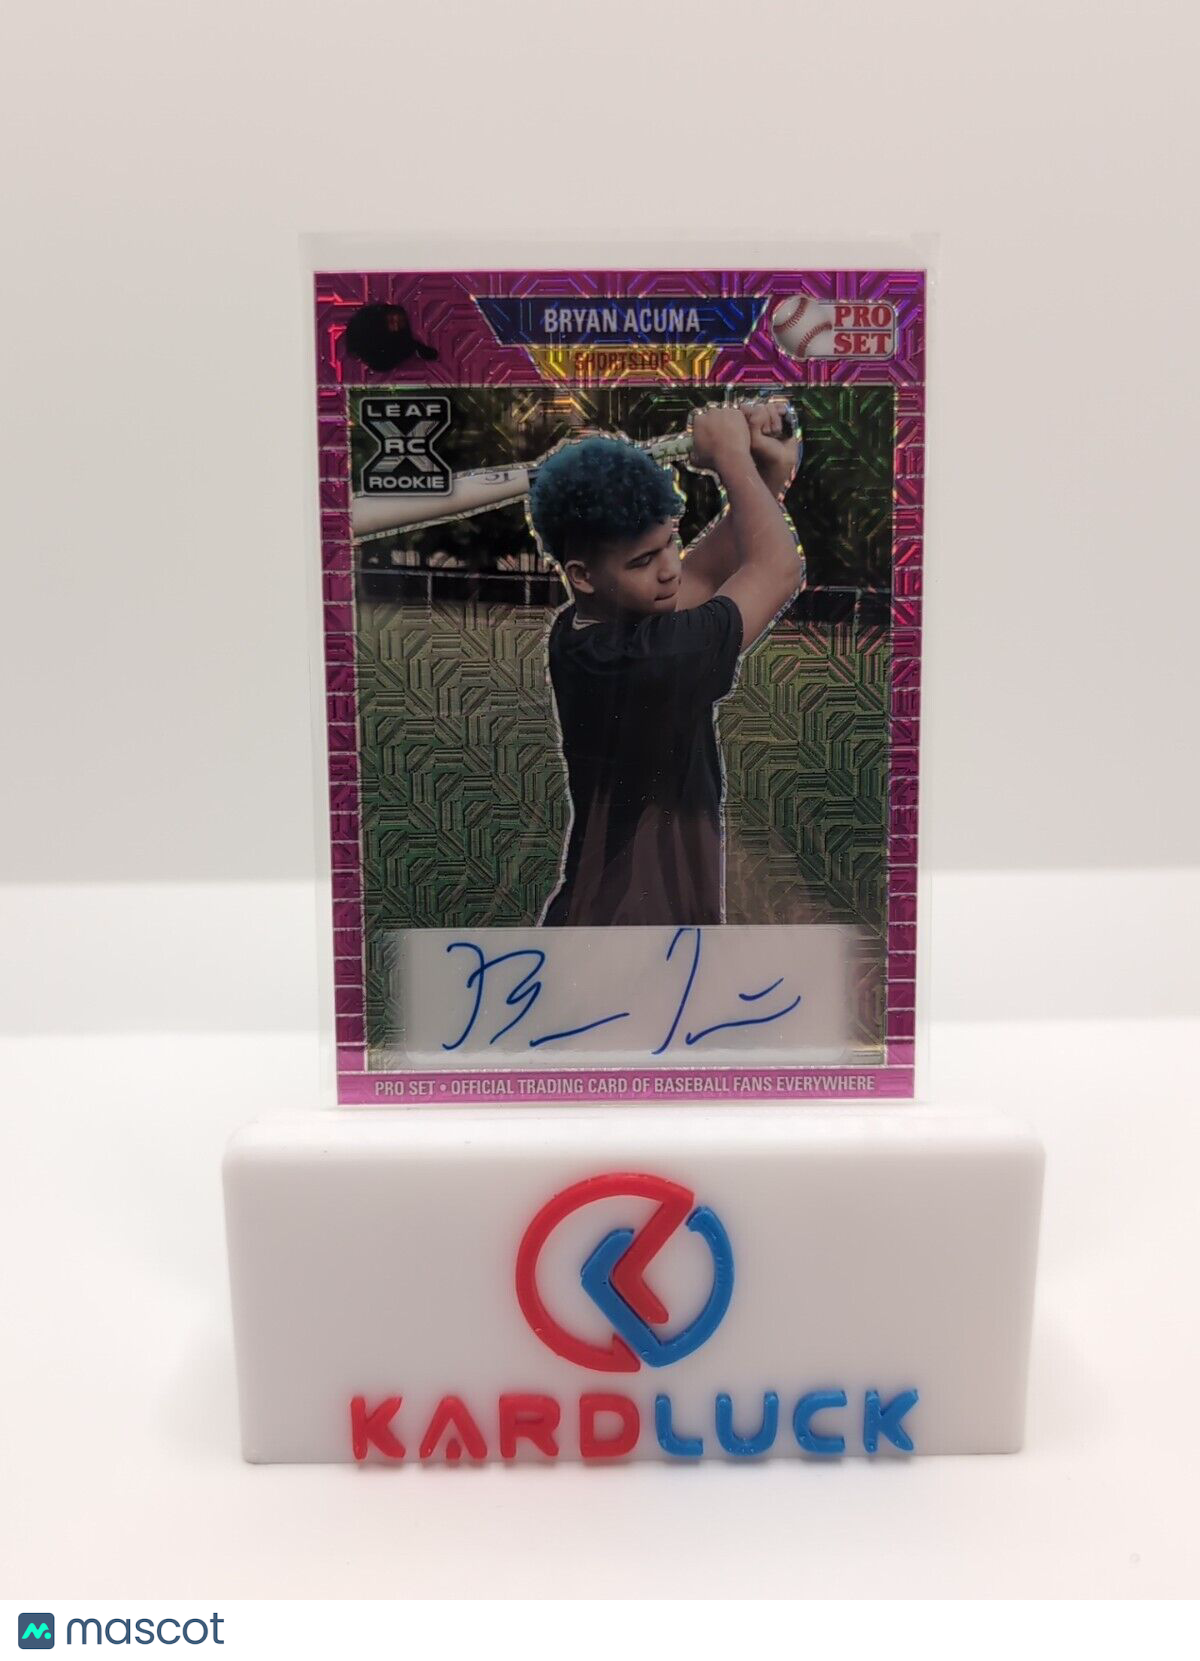 BRYAN ACUNA
SHORTSTOP
PRO
SET
LEAF
RC
ROOKIE
PRO SET • OFFICIAL TRADING CARD OF BASEBALL FANS EVERYWHERE
KARDLUCK
mascot